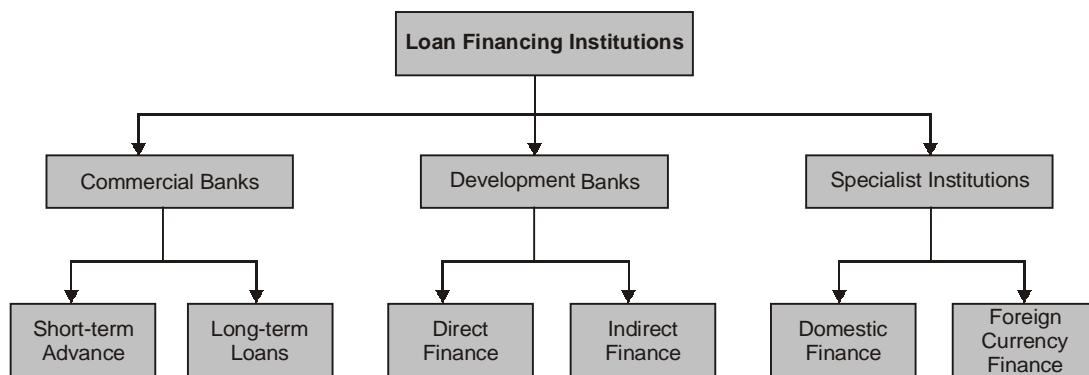 Loan Financing Institutions
Commercial Banks
Development Banks
Specialist Institutions
Short-term
Advance
Long-term
Loans
Direct
Finance
Indirect
Finance
Domestic
Finance
Foreign
Currency
Finance